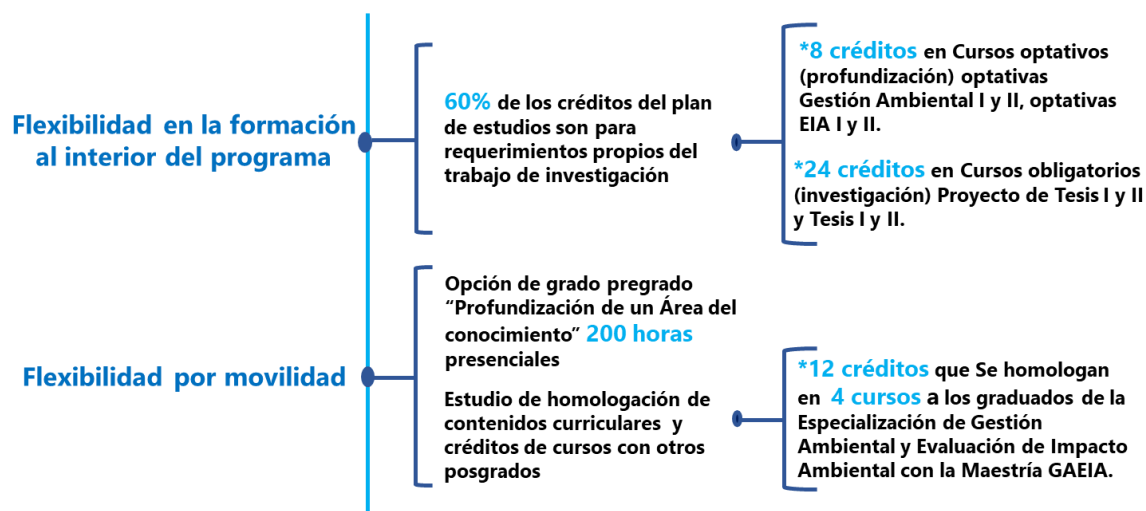 Flexibilidad en la formación
al interior del programa
60% de los créditos del plan
de estudios son para
requerimientos propios del
trabajo de investigación
*8 créditos en Cursos optativos
(profundización) optativas
Gestión Ambiental I y II, optativas
EIA I y II.
*24 créditos en Cursos obligatorios
(investigación) Proyecto de Tesis I y II
y Tesis I y II.
Flexibilidad por movilidad
Opción de grado pregrado
“Profundización de un Área del
conocimiento” 200 horas
presenciales
Estudio de homologación de
contenidos curriculares y
créditos de cursos con otros
posgrados
*12 créditos que Se homologan
en 4 cursos a los graduados de la
Especialización de Gestión
Ambiental y Evaluación de Impacto
Ambiental con la Maestría GAEIA.